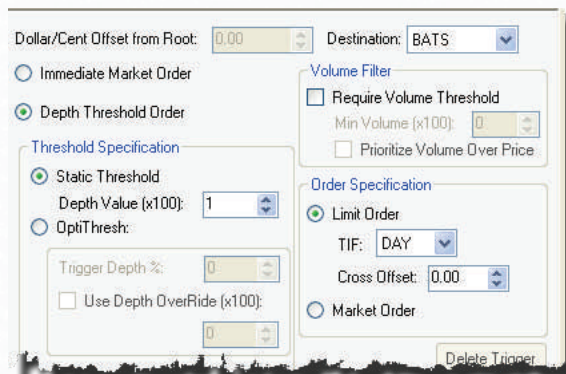 Dollar/Cent Offset from Root: 0.00 Destination: BATS
Immediate Market Order
Depth Threshold Order
Threshold Specification
Static Threshold
Depth Value (x100): 1
OptiThresh:
Trigger Depth %: 0
Use Depth OverRide (x100):
0
Volume Filter
Require Volume Threshold
Min Volume (x100): 0
Prioritize Volume Over Price
Order Specification
Limit Order
TIF: DAY
Cross Offset: 0.00
Market Order
Delete Trigger